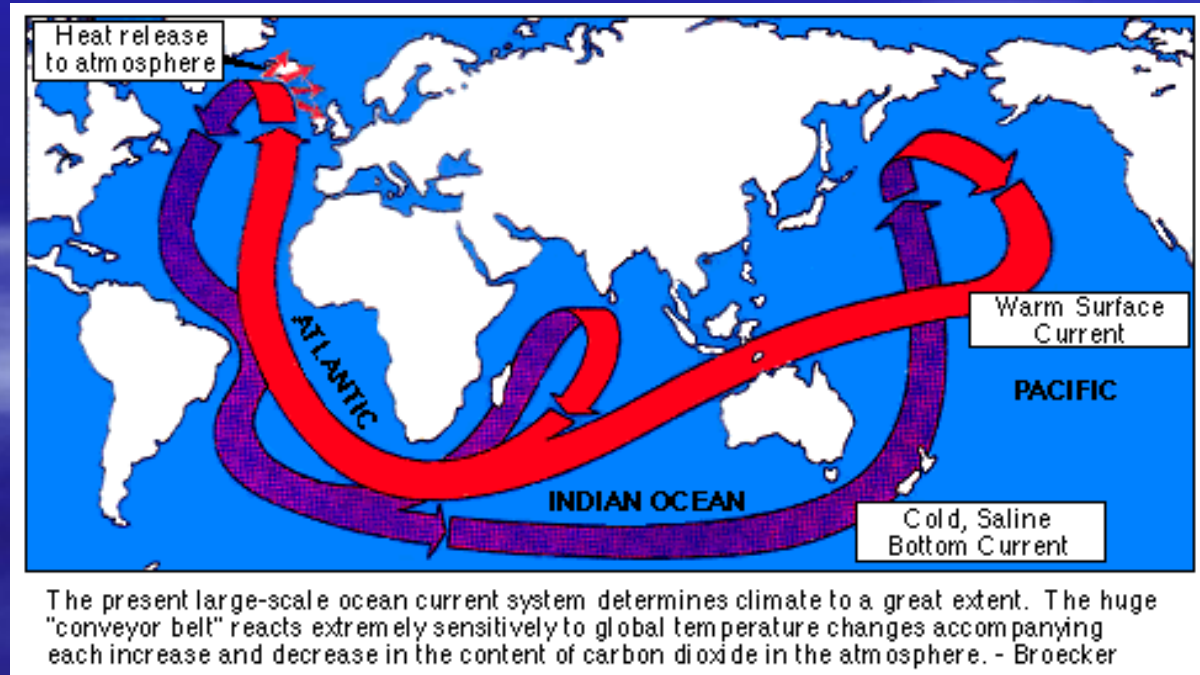 Heat release
to atmosphere
ATLANTIC
Warm Surface
Current
PACIFIC
INDIAN OCEAN
Cold, Saline
Bottom Current
The present large-scale ocean current system determines climate to a great extent. The huge
"conveyor belt" reacts extremely sensitively to global temperature changes accompanying
each increase and decrease in the content of carbon dioxide in the atmosphere. - Broecker